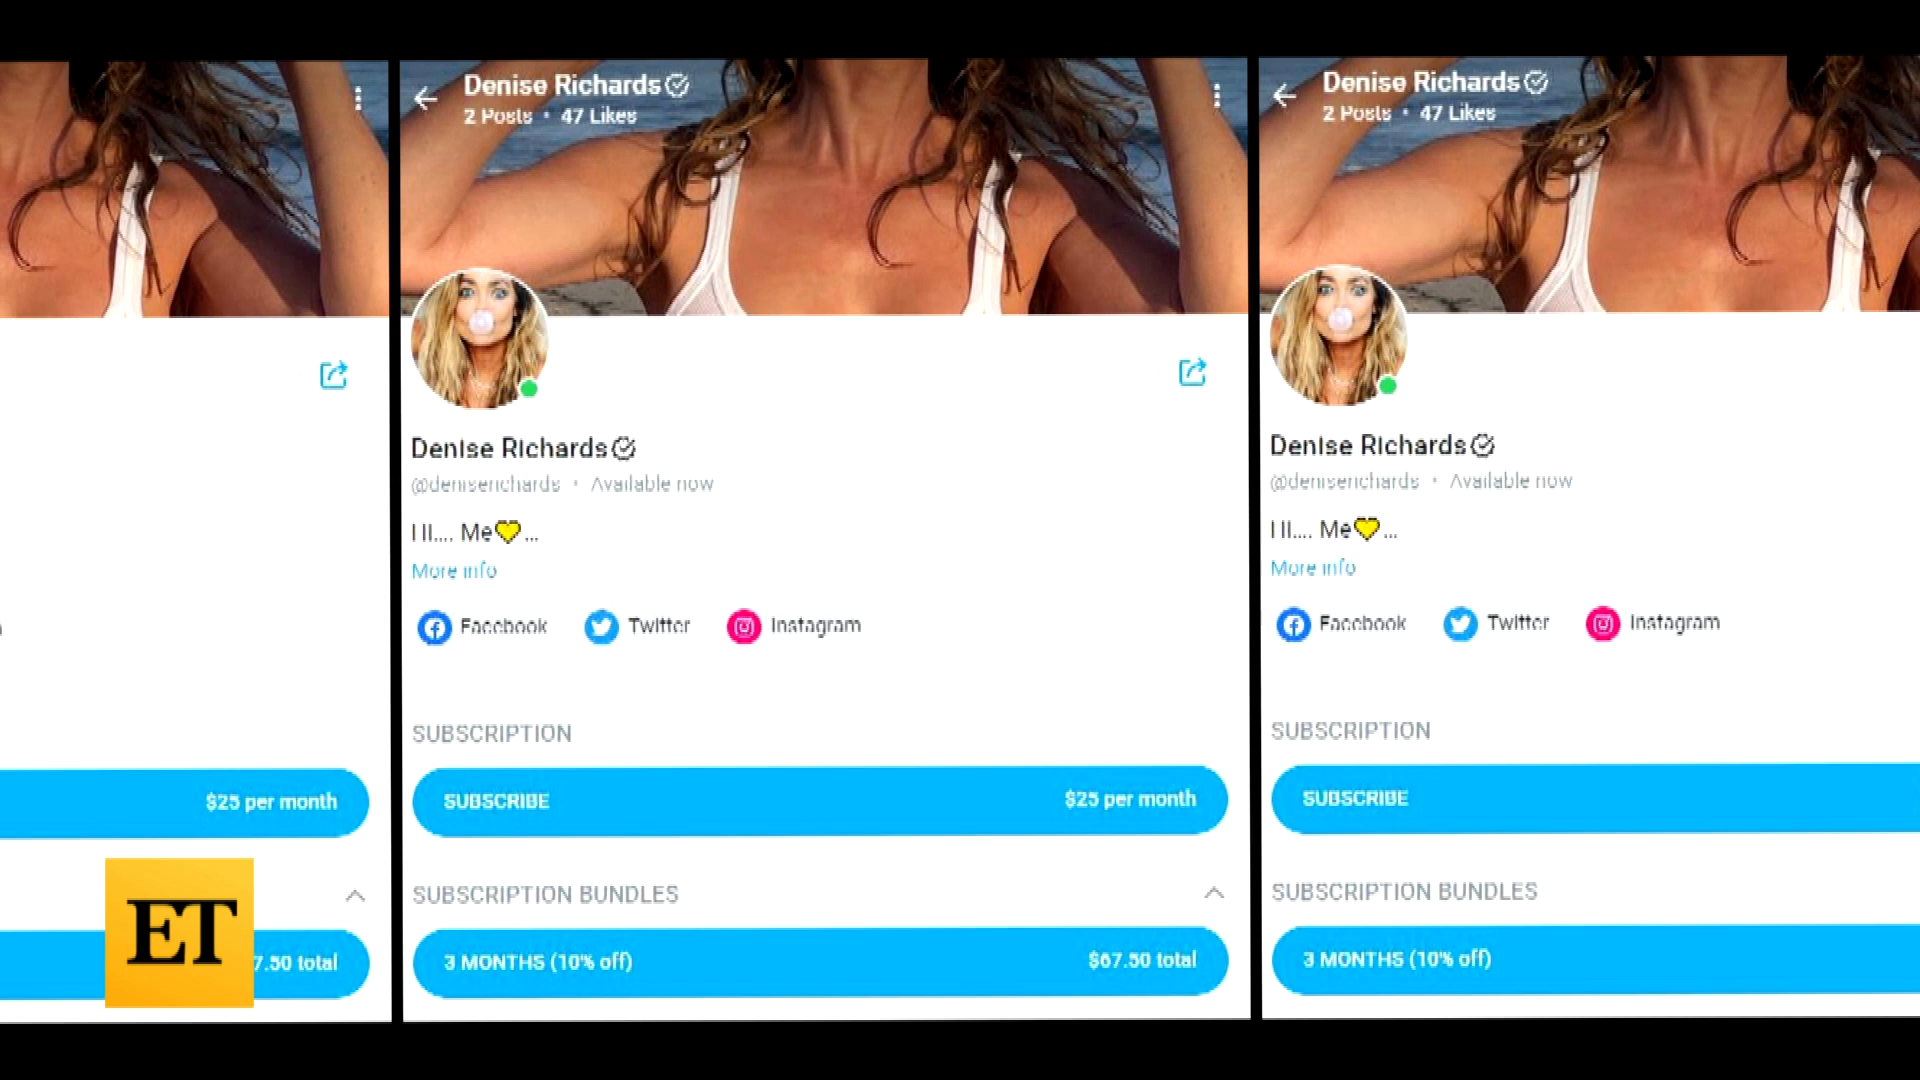 Denise Richards
2 Posts • 47 Likes
Denise Richards
@deniserichards • Available now
I'll.... Me💛...
More info
Facebook Twitter Instagram
SUBSCRIPTION
SUBSCRIBE $25 per month
SUBSCRIPTION BUNDLES
3 MONTHS (10% off) $67.50 total
Denise Richards
2 Posts • 47 Likes
Denise Richards
@deniserichards • Available now
I'll.... Me💛...
More info
Facebook Twitter Instagram
SUBSCRIPTION
SUBSCRIBE
SUBSCRIPTION BUNDLES
3 MONTHS (10% off)
$25 per month
7.50 total
ET